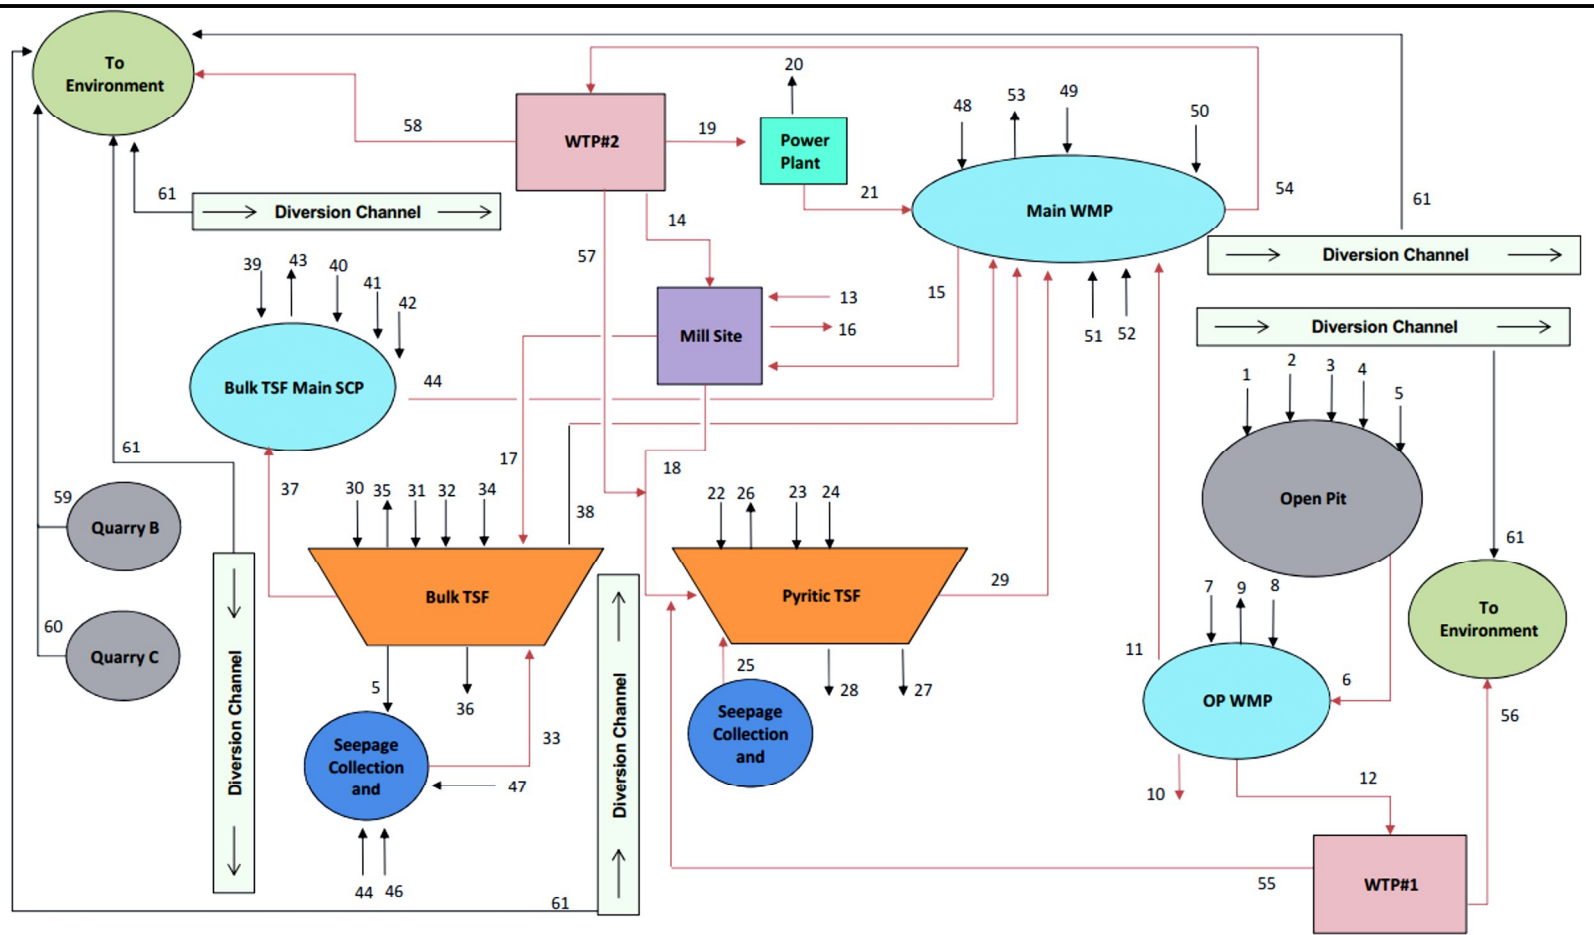 To
Environment
20
48
53
49
50
WTP#2
58
19
Power
Plant
61
Diversion Channel
14
21
Main WMP
54
61
57
Diversion Channel
39
43
40
41
42
13
16
15
51
52
Mill Site
Diversion Channel
Bulk TSF Main SCP
44
1
2
3
4
5
61
17
18
37
30
35
31
32
34
38
22
26
23
24
59
Quarry B
Open Pit
61
Bulk TSF
Pyritic TSF
29
7
9
8
To
Environment
60
Quarry C
Diversion Channel
5
36
25
28
27
11
6
OP WMP
56
Seepage
Collection
and
33
47
Diversion Channel
Seepage
Collection
and
10
12
44
46
61
55
WTP#1